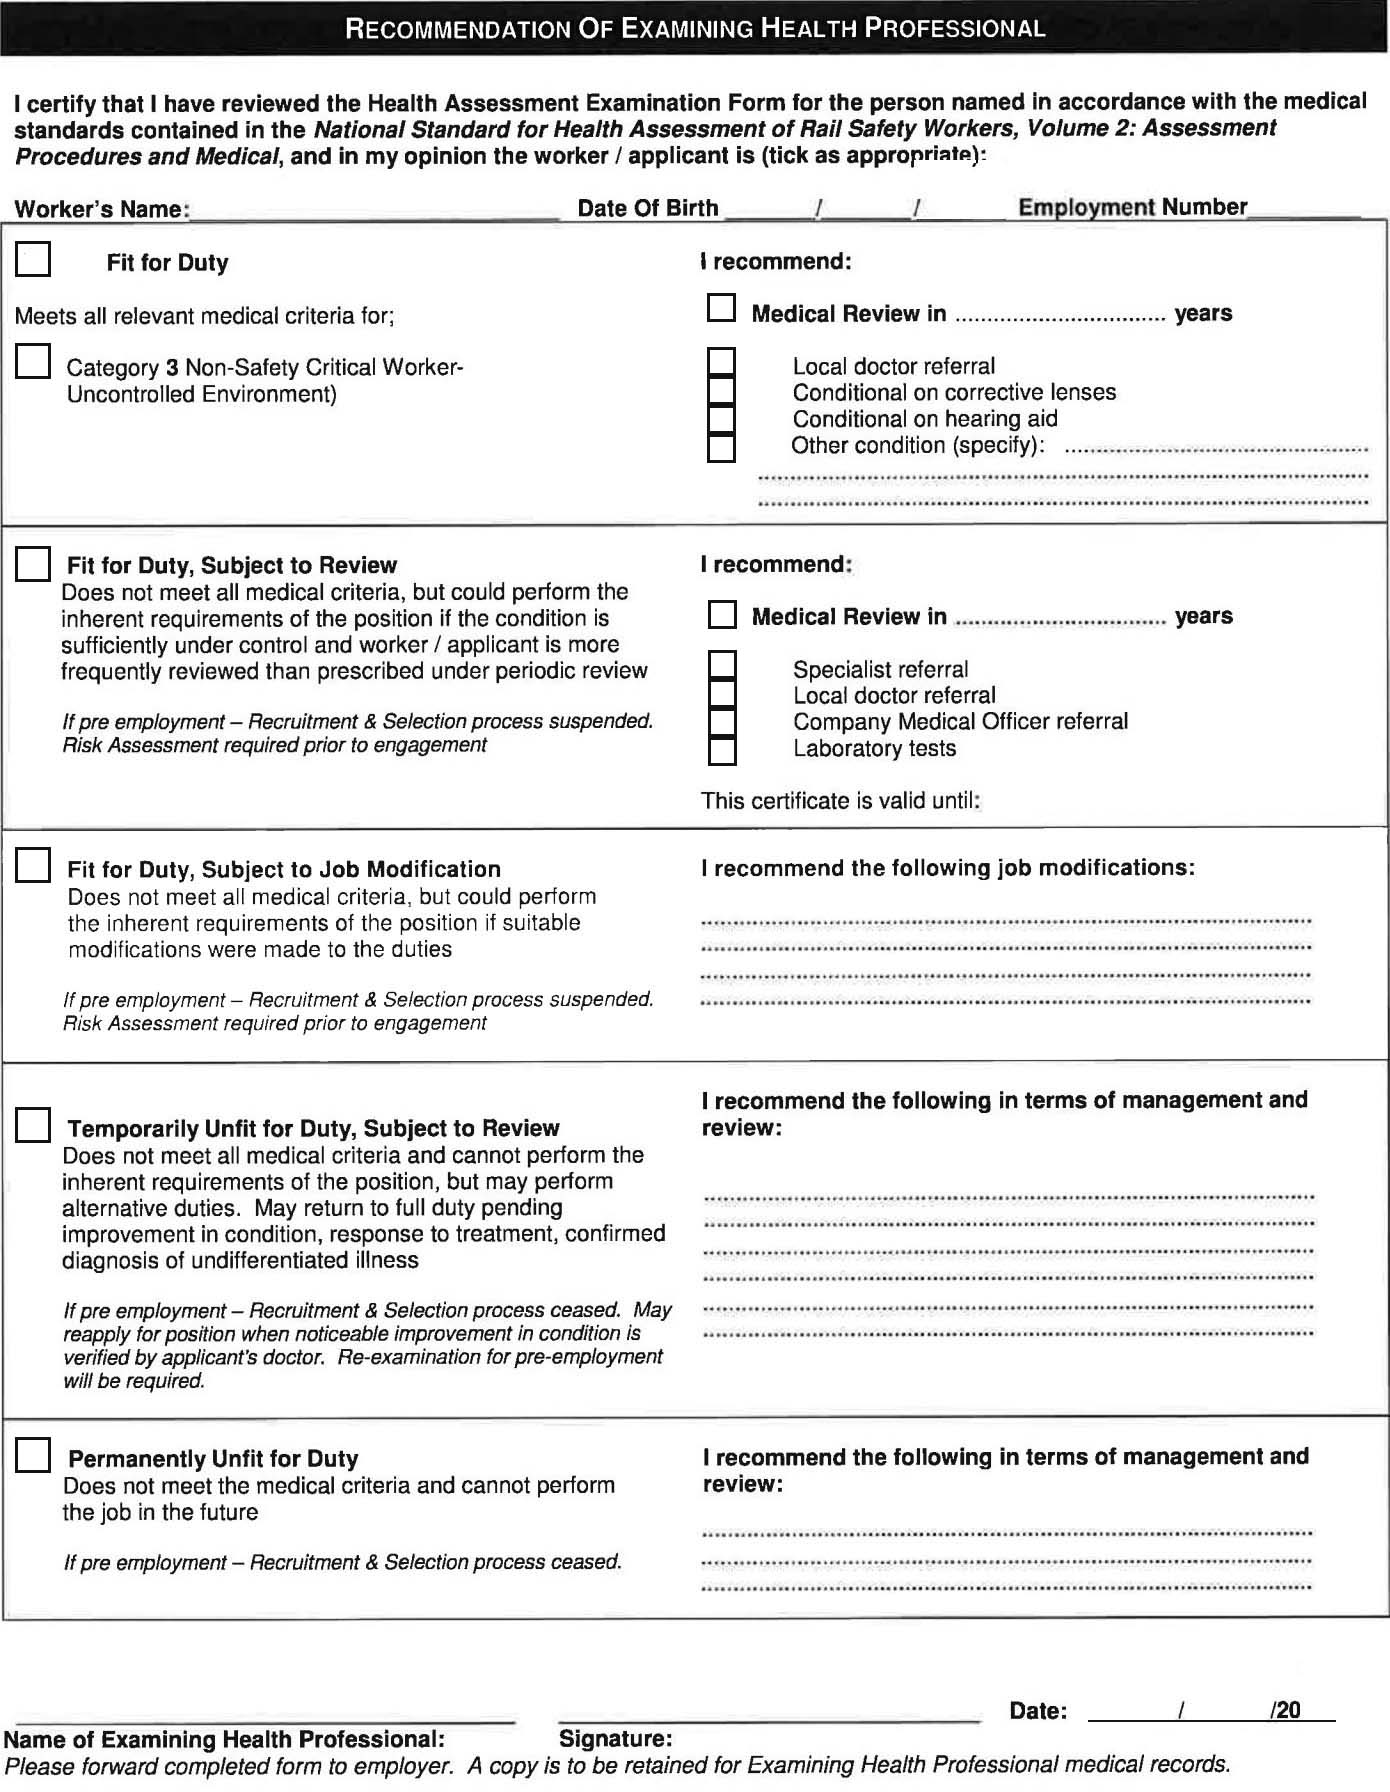 RECOMMENDATION OF EXAMINING HEALTH PROFESSIONAL
I certify that I have reviewed the Health Assessment Examination Form for the person named in accordance with the medical
standards contained in the National Standard for Health Assessment of Rail Safety Workers, Volume 2: Assessment
Procedures and Medical, and in my opinion the worker / applicant is (tick as appropriate):
Worker's Name: Date Of Birth / / Employment Number
Fit for Duty
Meets all relevant medical criteria for;
Category 3 Non-Safety Critical Worker-
Uncontrolled Environment)
I recommend:
Medical Review in ................................. years
Local doctor referral
Conditional on corrective lenses
Conditional on hearing aid
Other condition (specify):
Fit for Duty, Subject to Review
Does not meet all medical criteria, but could perform the
inherent requirements of the position if the condition is
sufficiently under control and worker / applicant is more
frequently reviewed than prescribed under periodic review
If pre employment – Recruitment & Selection process suspended.
Risk Assessment required prior to engagement
I recommend:
Medical Review in ................................. years
Specialist referral
Local doctor referral
Company Medical Officer referral
Laboratory tests
This certificate is valid until:
Fit for Duty, Subject to Job Modification
Does not meet all medical criteria, but could perform
the inherent requirements of the position if suitable
modifications were made to the duties
If pre employment – Recruitment & Selection process suspended.
Risk Assessment required prior to engagement
I recommend the following job modifications:
Temporarily Unfit for Duty, Subject to Review
Does not meet all medical criteria and cannot perform the
inherent requirements of the position, but may perform
alternative duties. May return to full duty pending
improvement in condition, response to treatment, confirmed
diagnosis of undifferentiated illness
If pre employment – Recruitment & Selection process ceased. May
reapply for position when noticeable improvement in condition is
verified by applicant's doctor. Re-examination for pre-employment
will be required.
I recommend the following in terms of management and
review:
Permanently Unfit for Duty
Does not meet the medical criteria and cannot perform
the job in the future
If pre employment – Recruitment & Selection process ceased.
I recommend the following in terms of management and
review:
Date: / /20
Name of Examining Health Professional: Signature:
Please forward completed form to employer. A copy is to be retained for Examining Health Professional medical records.